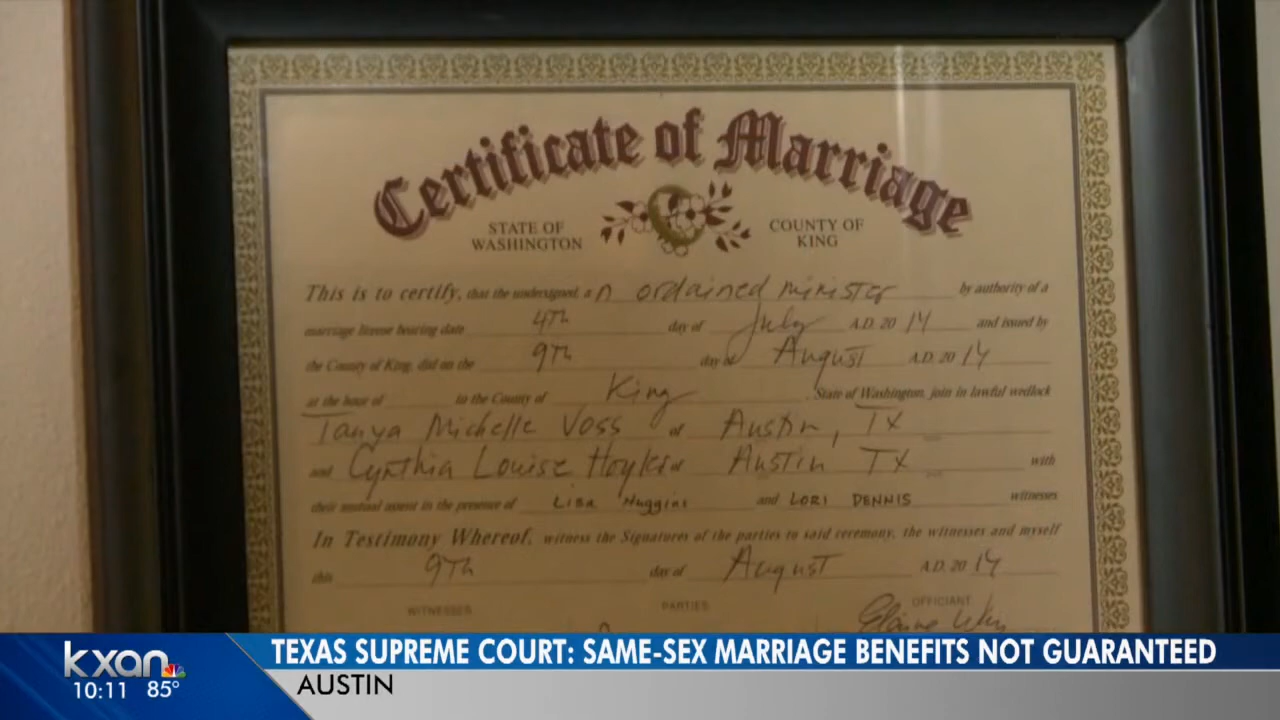 Certificate of Marriage
STATE OF WASHINGTON
COUNTY OF KING
This is to certify, that the undersigned, a n ordained minister by authority of a
marriage license bearing date 4Th day of July A.D. 20 14 and issued by
the County of King, did on the 9Th day of August A.D. 20 14
at the hour of to the County of King , State of Washington, join in lawful wedlock
Tanya Michelle Voss of Austin, TX
and Cynthia Louise of Austin TX with
their mutual assent in the presence of Lisa Huggins and LORI DENNIS witnesses
In Testimony Whereof, witness the Signatures of the parties to said ceremony, the witnesses and myself
this 9Th day of August A.D. 20 14
WITNESSES PARTIES OFFICIANT
kxan
10:11 85°
TEXAS SUPREME COURT: SAME-SEX MARRIAGE BENEFITS NOT GUARANTEED
AUSTIN